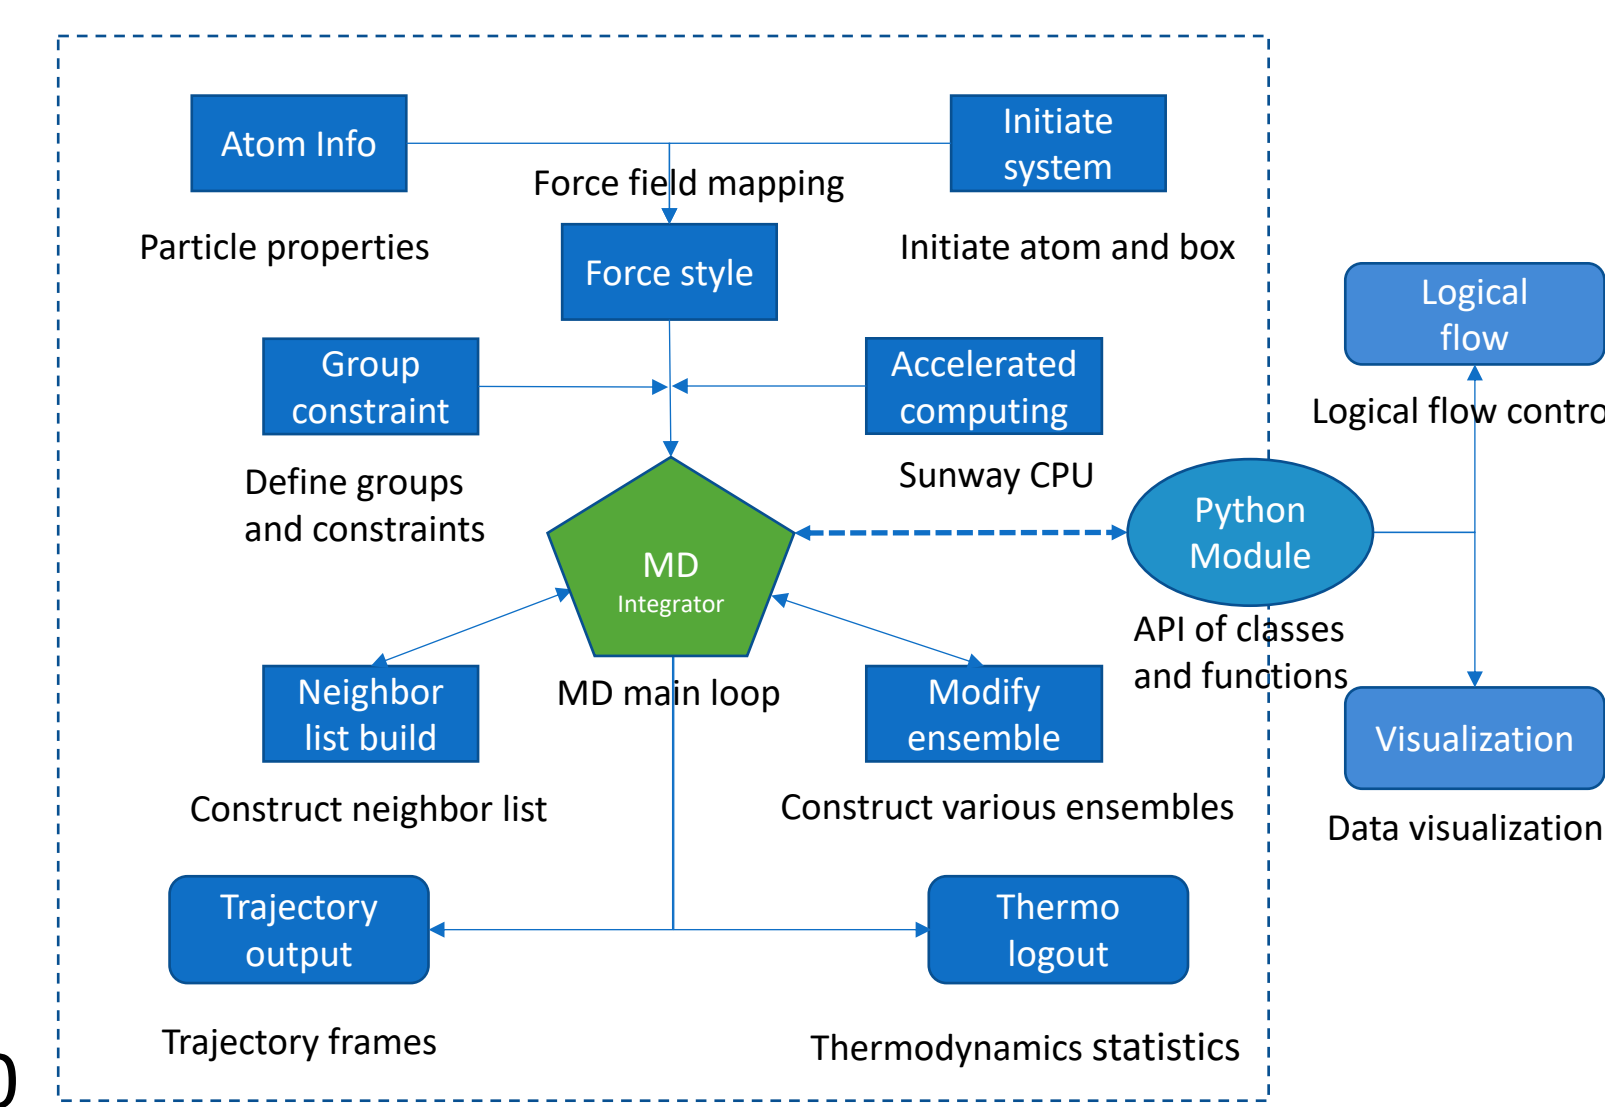 Atom Info
Initiate
system
Force field mapping
Particle properties
Initiate atom and box
Force style
Logical
flow
Group
constraint
Accelerated
computing
Logical flow contro
Define groups
and constraints
Sunway CPU
Python
Module
MD
Integrator
API of classes
and functions
Neighbor
list build
MD main loop
Modify
ensemble
Visualization
Construct neighbor list
Construct various ensembles
Data visualization
Trajectory
output
Thermo
logout
Trajectory frames
Thermodynamics statistics